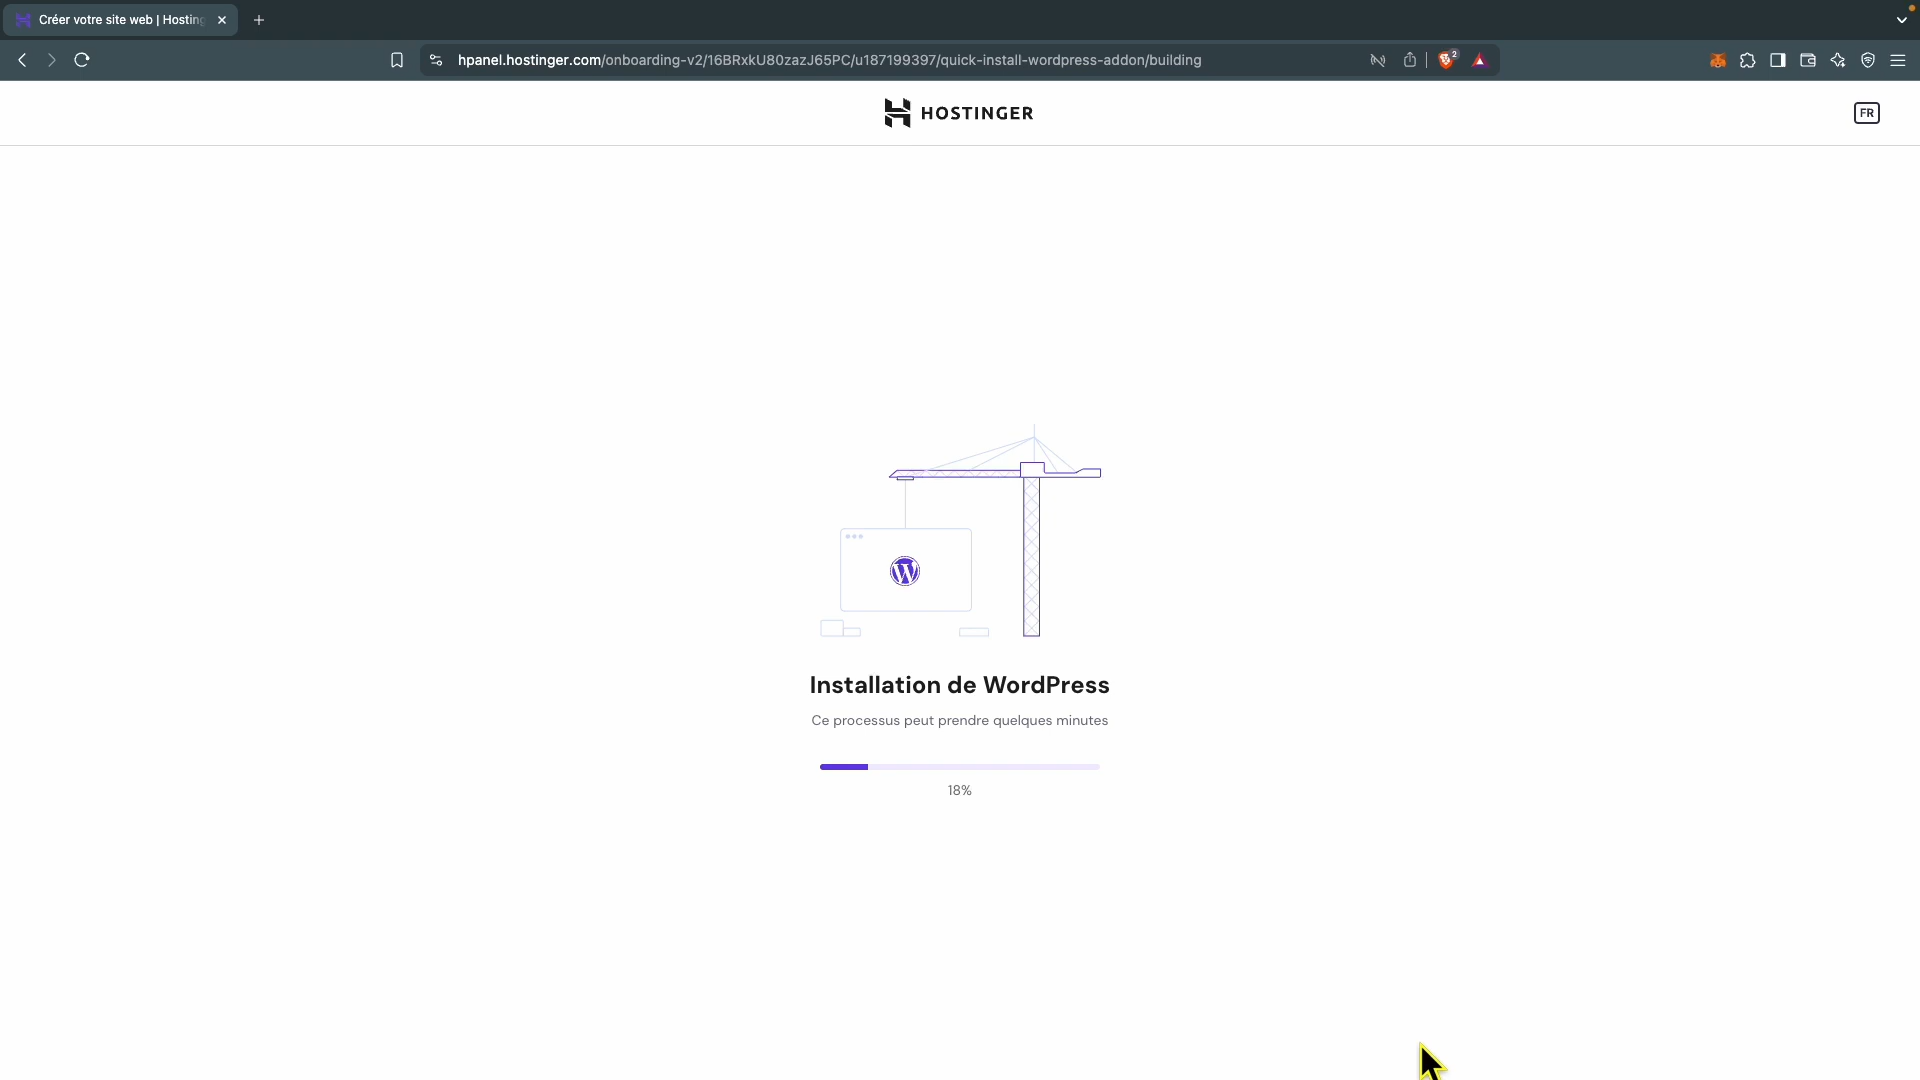 Créer votre site web | Hosting
hpanel.hostinger.com/onboarding-v2/16BRxkU80zazJ65PC/u187199397/quick-install-wordpress-addon/building
2
HOSTINGER
FR
W
Installation de WordPress
Ce processus peut prendre quelques minutes
18%